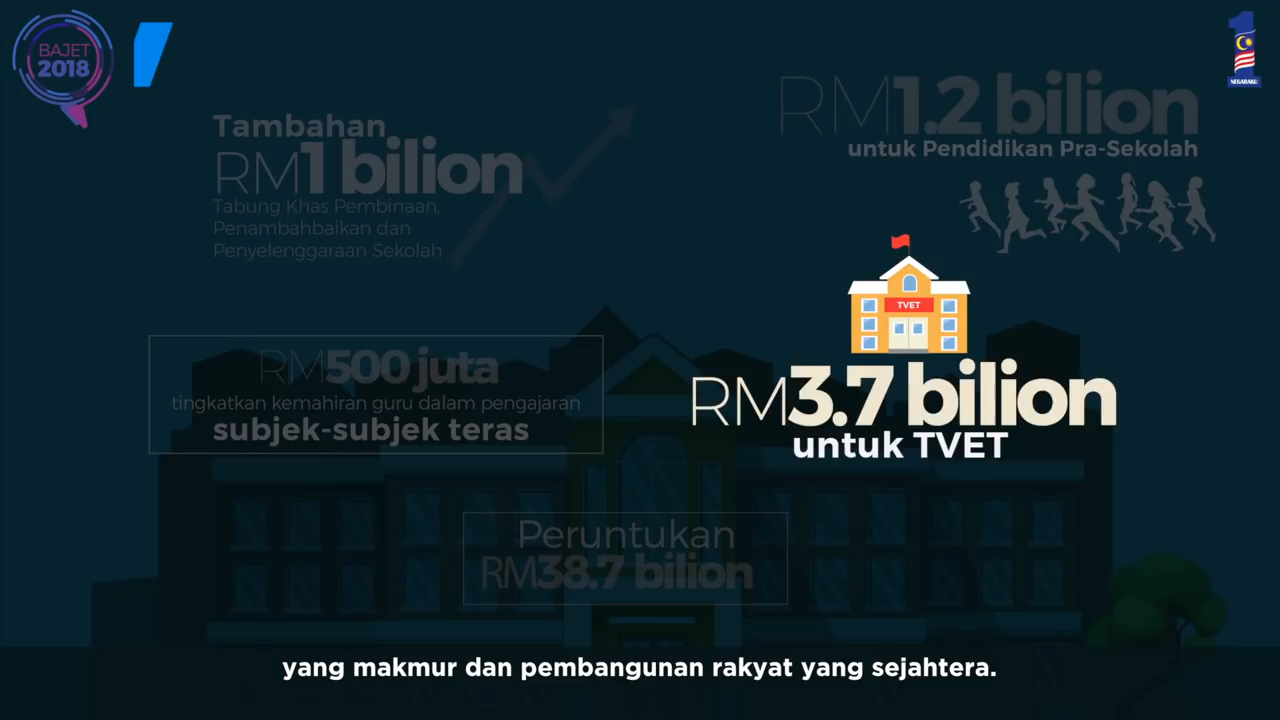 BAJET
2018
NEGARAKU
Tambahan
RM1 bilion
Tabung Khas Pembinaan,
Penambahbaikan dan
Penyelenggaraan Sekolah
RM1.2 bilion
untuk Pendidikan Pra-Sekolah
RM500 juta
tingkatkan kemahiran guru dalam pengajaran
subjek-subjek teras
TVET
RM3.7 bilion
untuk TVET
Peruntukan
RM38.7 bilion
yang makmur dan pembangunan rakyat yang sejahtera.